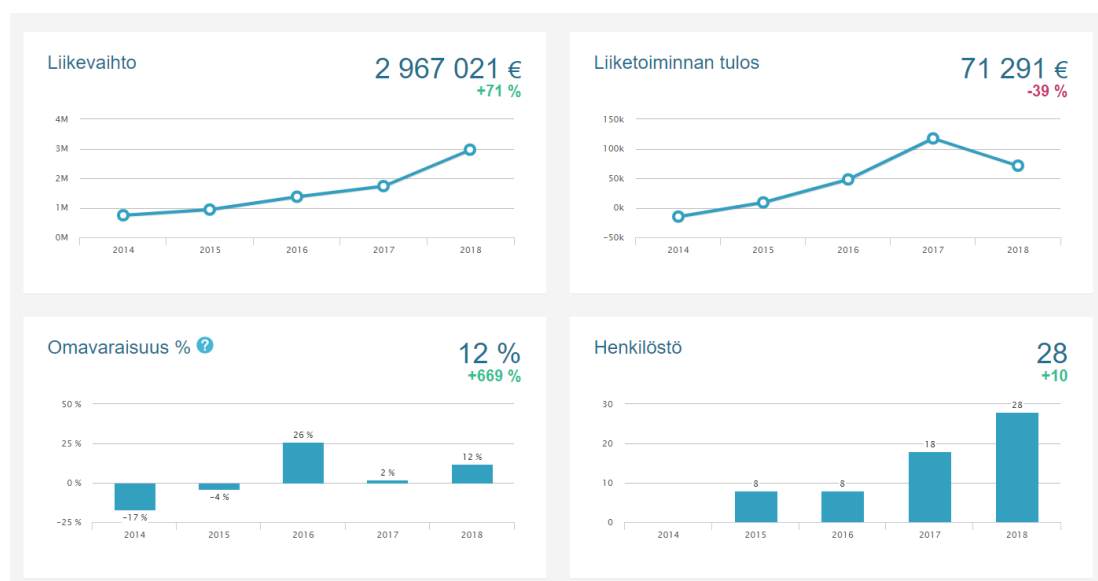 Liikevaihto
2 967 021 €
+71 %
4M
3M
2M
1M
0M
2014 2015 2016 2017 2018
Liiketoiminnan tulos
71 291 €
-39 %
150k
100k
50k
0k
-50k
2014 2015 2016 2017 2018
Omavaraisuus % ?
12 %
+669 %
50 %
25 %
0 %
-25 %
-17 %
-4 %
26 %
2 %
12 %
2014 2015 2016 2017 2018
Henkilöstö
28
+10
30
20
10
0
8
8
18
28
2014 2015 2016 2017 2018